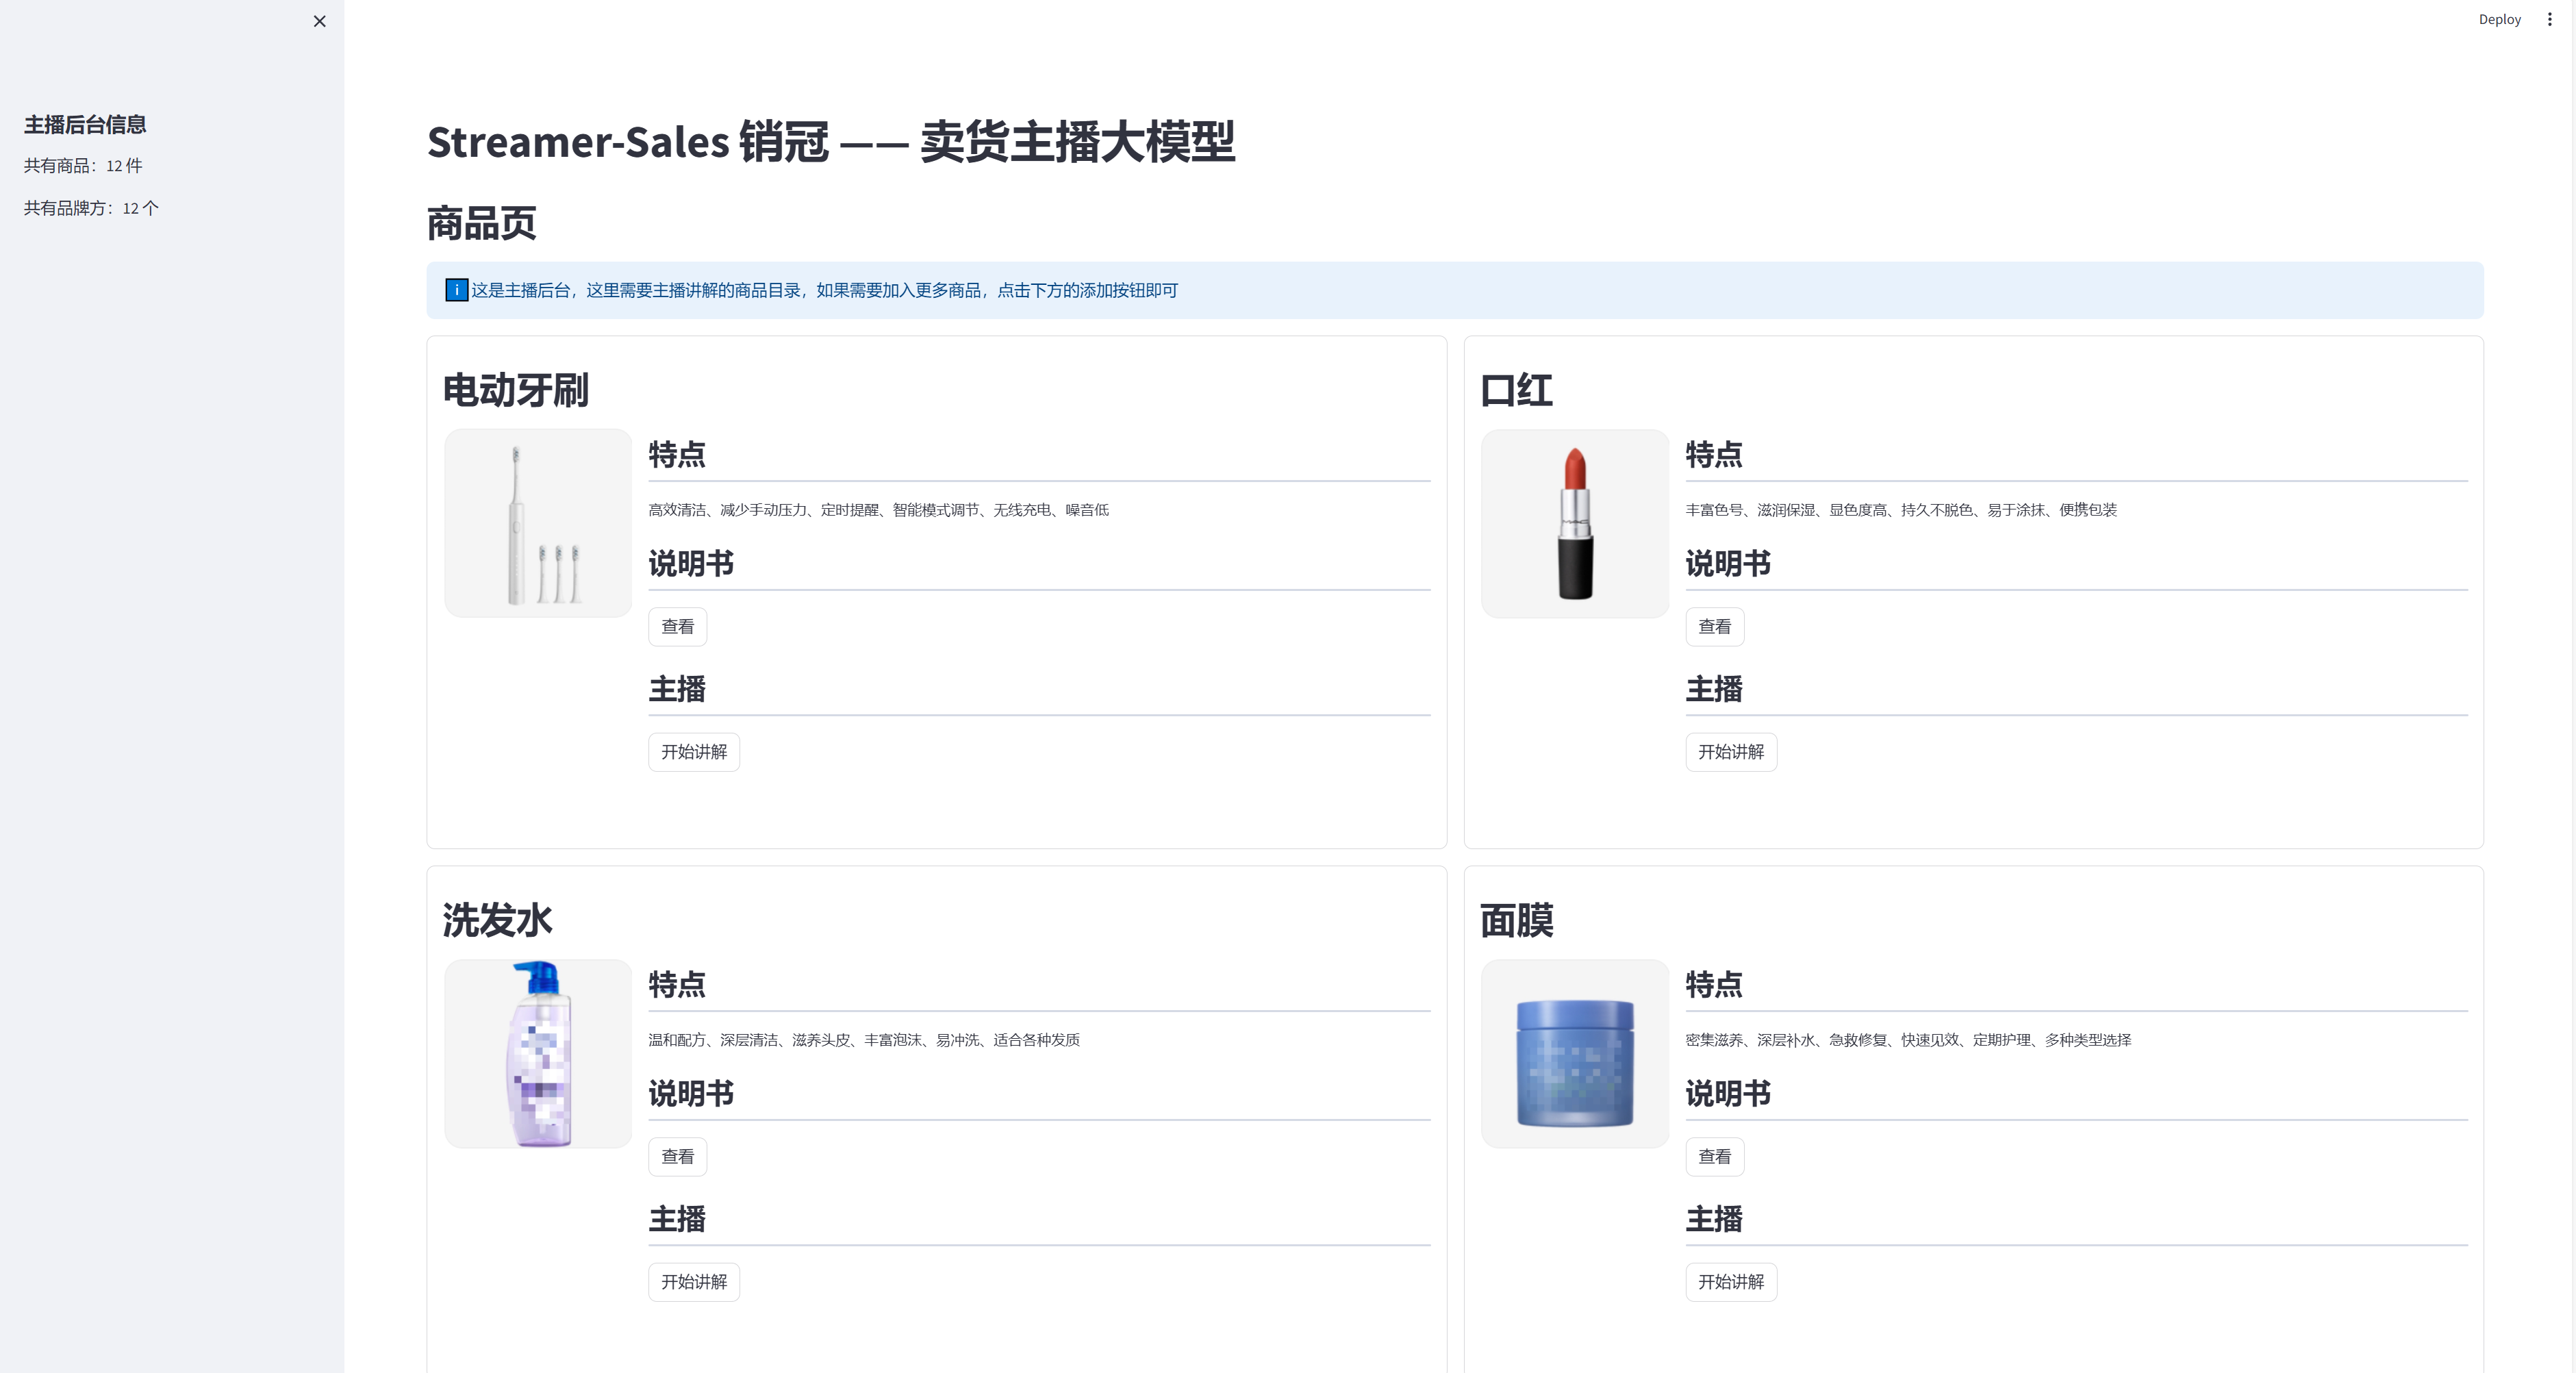 Deploy
主播后台信息
共有商品：12 件
共有品牌方：12 个
Streamer-Sales 销冠 —— 卖货主播大模型
商品页
i 这是主播后台，这里需要主播讲解的商品目录，如果需要加入更多商品，点击下方的添加按钮即可
电动牙刷
特点
高效清洁、减少手动压力、定时提醒、智能模式调节、无线充电、噪音低
说明书
查看
主播
开始讲解
口红
MAC
特点
丰富色号、滋润保湿、显色度高、持久不脱色、易于涂抹、便携包装
说明书
查看
主播
开始讲解
洗发水
特点
温和配方、深层清洁、滋养头皮、丰富泡沫、易冲洗、适合各种发质
说明书
查看
主播
开始讲解
面膜
特点
密集滋养、深层补水、急救修复、快速见效、定期护理、多种类型选择
说明书
查看
主播
开始讲解